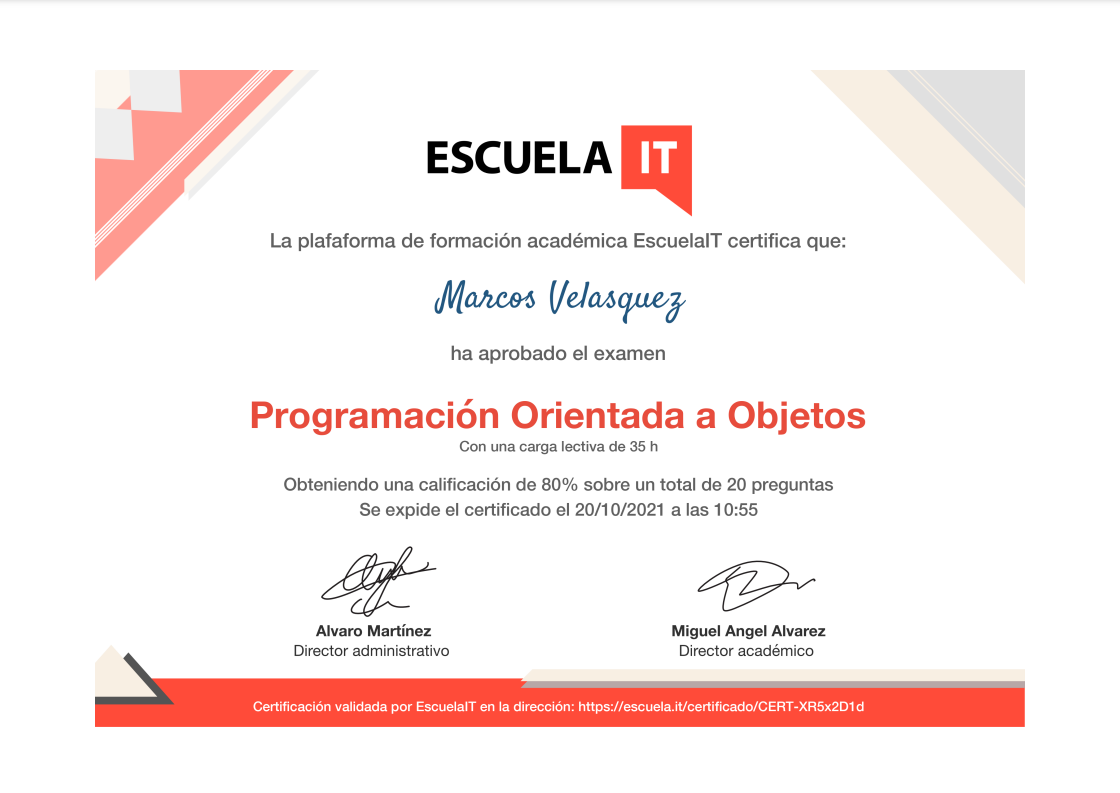 ESCUELA IT
La plafaforma de formación académica EscuelaIT certifica que:
Marcos Velasquez
ha aprobado el examen
Programación Orientada a Objetos
Con una carga lectiva de 35 h
Obteniendo una calificación de 80% sobre un total de 20 preguntas
Se expide el certificado el 20/10/2021 a las 10:55
Alvaro Martínez
Director administrativo
Miguel Angel Alvarez
Director académico
Certificación validada por EscuelaIT en la dirección: https://escuela.it/certificado/CERT-XR5x2D1d